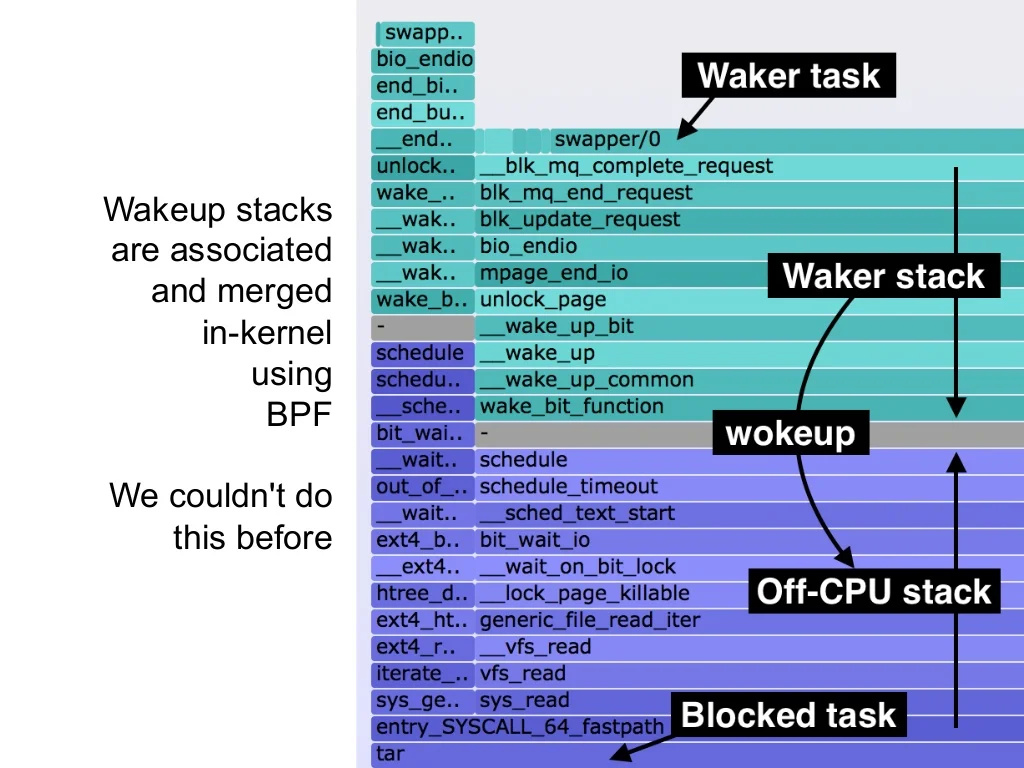 Wakeup stacks
are associated
and merged
in-kernel
using
BPF
We couldn't do
this before
swapp..
bio_endio
end_bi..
end_bu..
__end..
unlock..
wake_..
__wak..
__wak..
__wak..
wake_b..
-
schedule
schedu..
__sche..
bit_wai..
__wait..
out_of_..
__wait..
ext4_b..
__ext4..
htree_d..
ext4_ht..
ext4_r..
iterate_..
sys_ge..
swapper/0
__blk_mq_complete_request
blk_mq_end_request
blk_update_request
bio_endio
mpage_end_io
unlock_page
__wake_up_bit
__wake_up
__wake_up_common
wake_bit_function
-
schedule
schedule_timeout
__sched_text_start
bit_wait_io
__wait_on_bit_lock
__lock_page_killable
generic_file_read_iter
__vfs_read
vfs_read
sys_read
entry_SYSCALL_64_fastpath
tar
Waker task
Waker stack
wokeup
Off-CPU stack
Blocked task